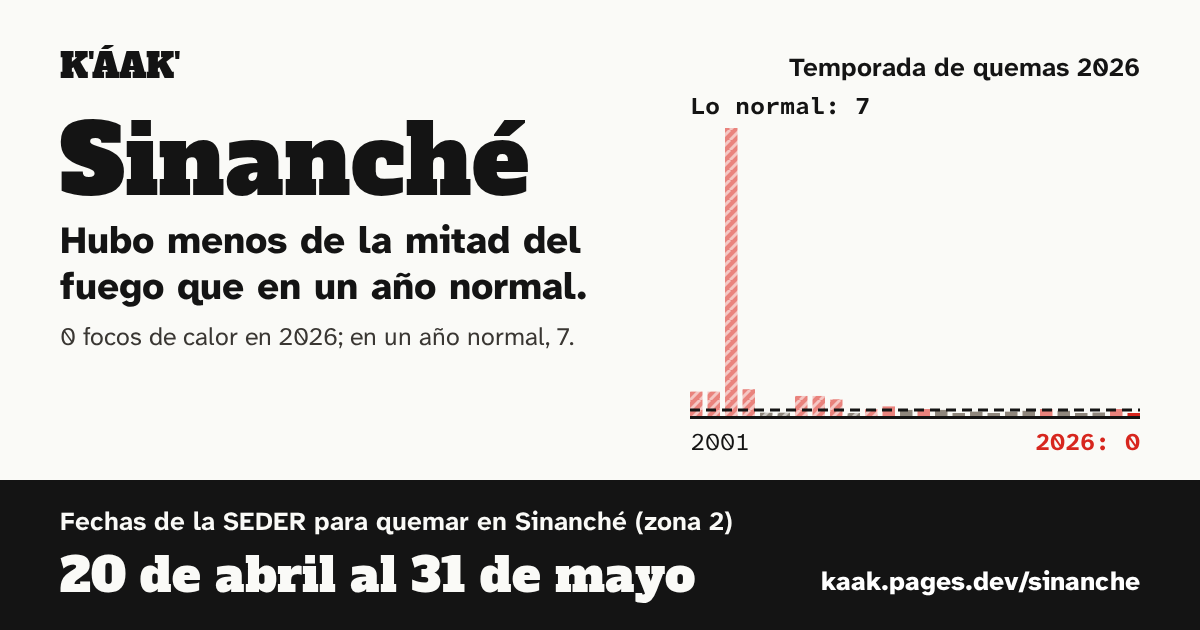 K'ÁAK'
Temporada de quemas 2026
Lo normal: 7
Sinanché
Hubo menos de la mitad del
fuego que en un año normal.
0 focos de calor en 2026; en un año normal, 7.
2001
2026: 0
Fechas de la SEDER para quemar en Sinanché (zona 2)
20 de abril al 31 de mayo
kaak.pages.dev/sinanche